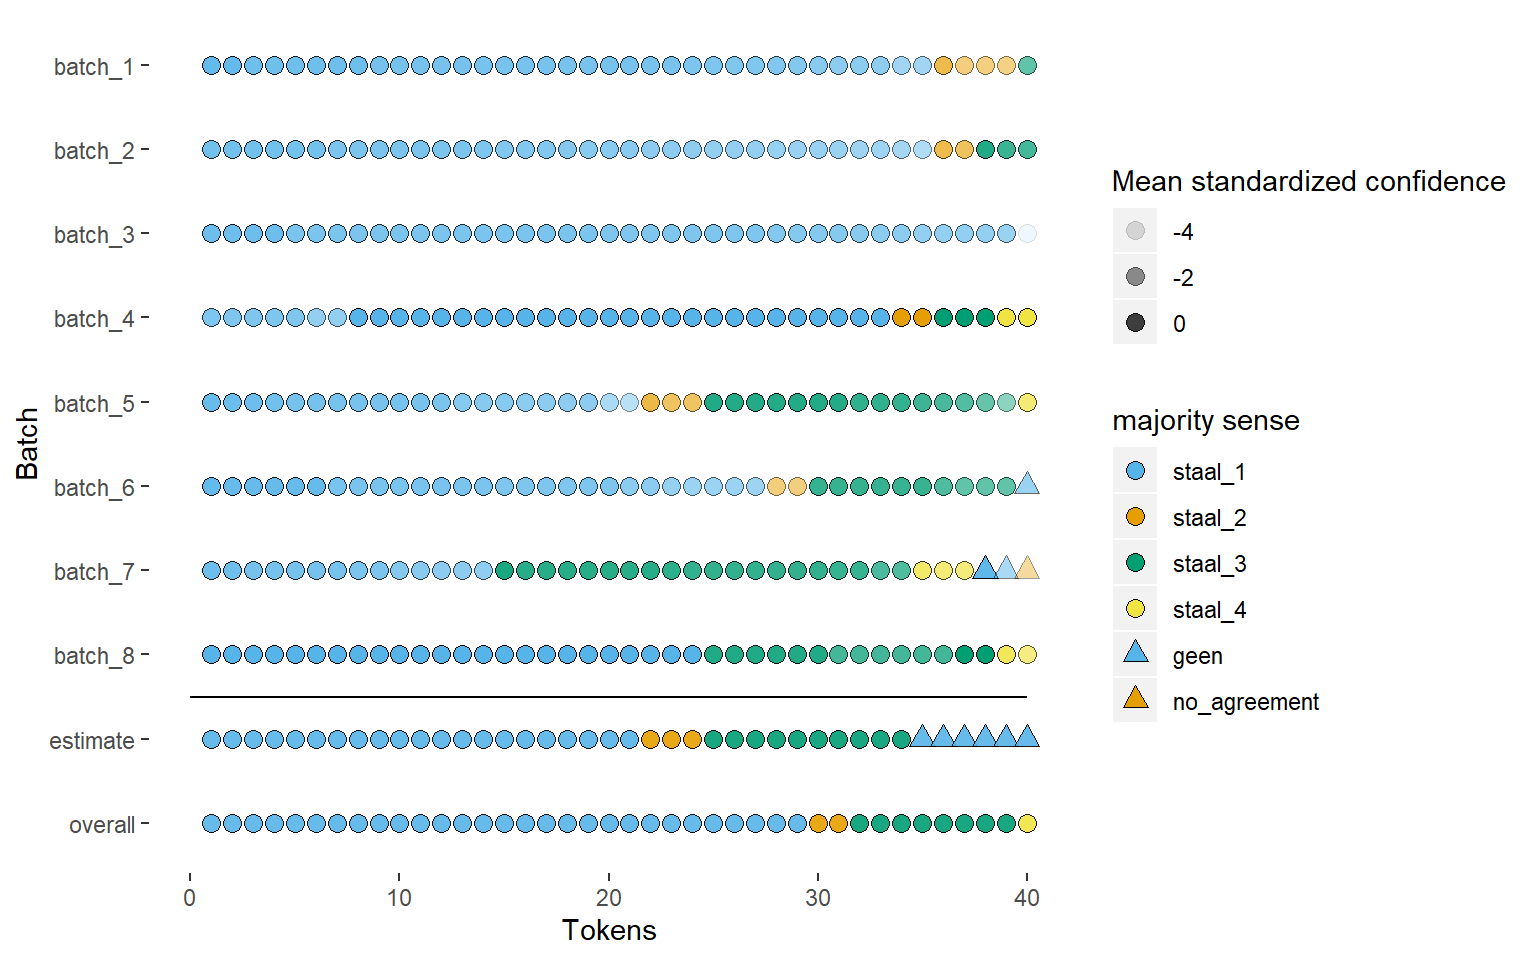 batch_1
batch_2
batch_3
batch_4
batch_5
batch_6
batch_7
batch_8
estimate
overall
Batch
0 10 20 30 40
Tokens
Mean standardized confidence
-4
-2
0
majority sense
staal_1
staal_2
staal_3
staal_4
geen
no_agreement